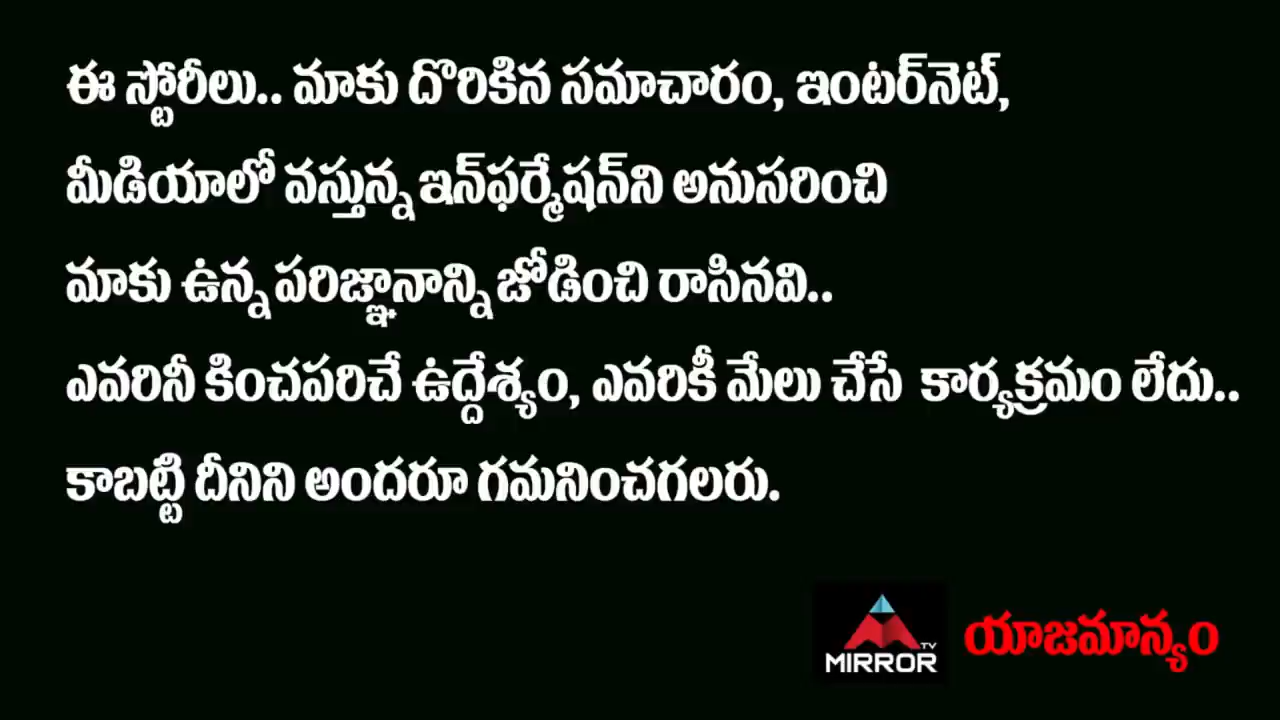 ఈ స్టోరీలు.. మాకు దొరికిన సమాచారం, ఇంటర్‌నెట్,
మీడియాలో వస్తున్న ఇన్‌ఫర్మేషన్‌ని అనుసరించి
మాకు ఉన్న పరిజ్ఞానాన్ని జోడించి రాసినవి..
ఎవరినీ కించపరిచే ఉద్దేశ్యం, ఎవరికీ మేలు చేసే కార్యక్రమం లేదు..
కాబట్టి దీనిని అందరూ గమనించగలరు.
TV
MIRROR
యాజమాన్యం